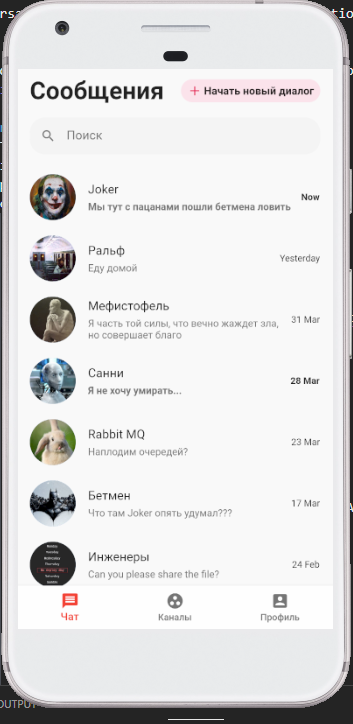 Сообщения
+ Начать новый диалог
Поиск
Joker
Мы тут с пацанами пошли бетмена ловить
Now
Ральф
Еду домой
Yesterday
Мефистофель
Я часть той силы, что вечно жаждет зла,
но совершает благо
31 Mar
Санни
Я не хочу умирать...
28 Mar
Rabbit MQ
Наплодим очередей?
23 Mar
Бетмен
Что там Joker опять удумал???
17 Mar
Инженеры
Can you please share the file?
24 Feb
Чат
Каналы
Профиль
OUTPUT